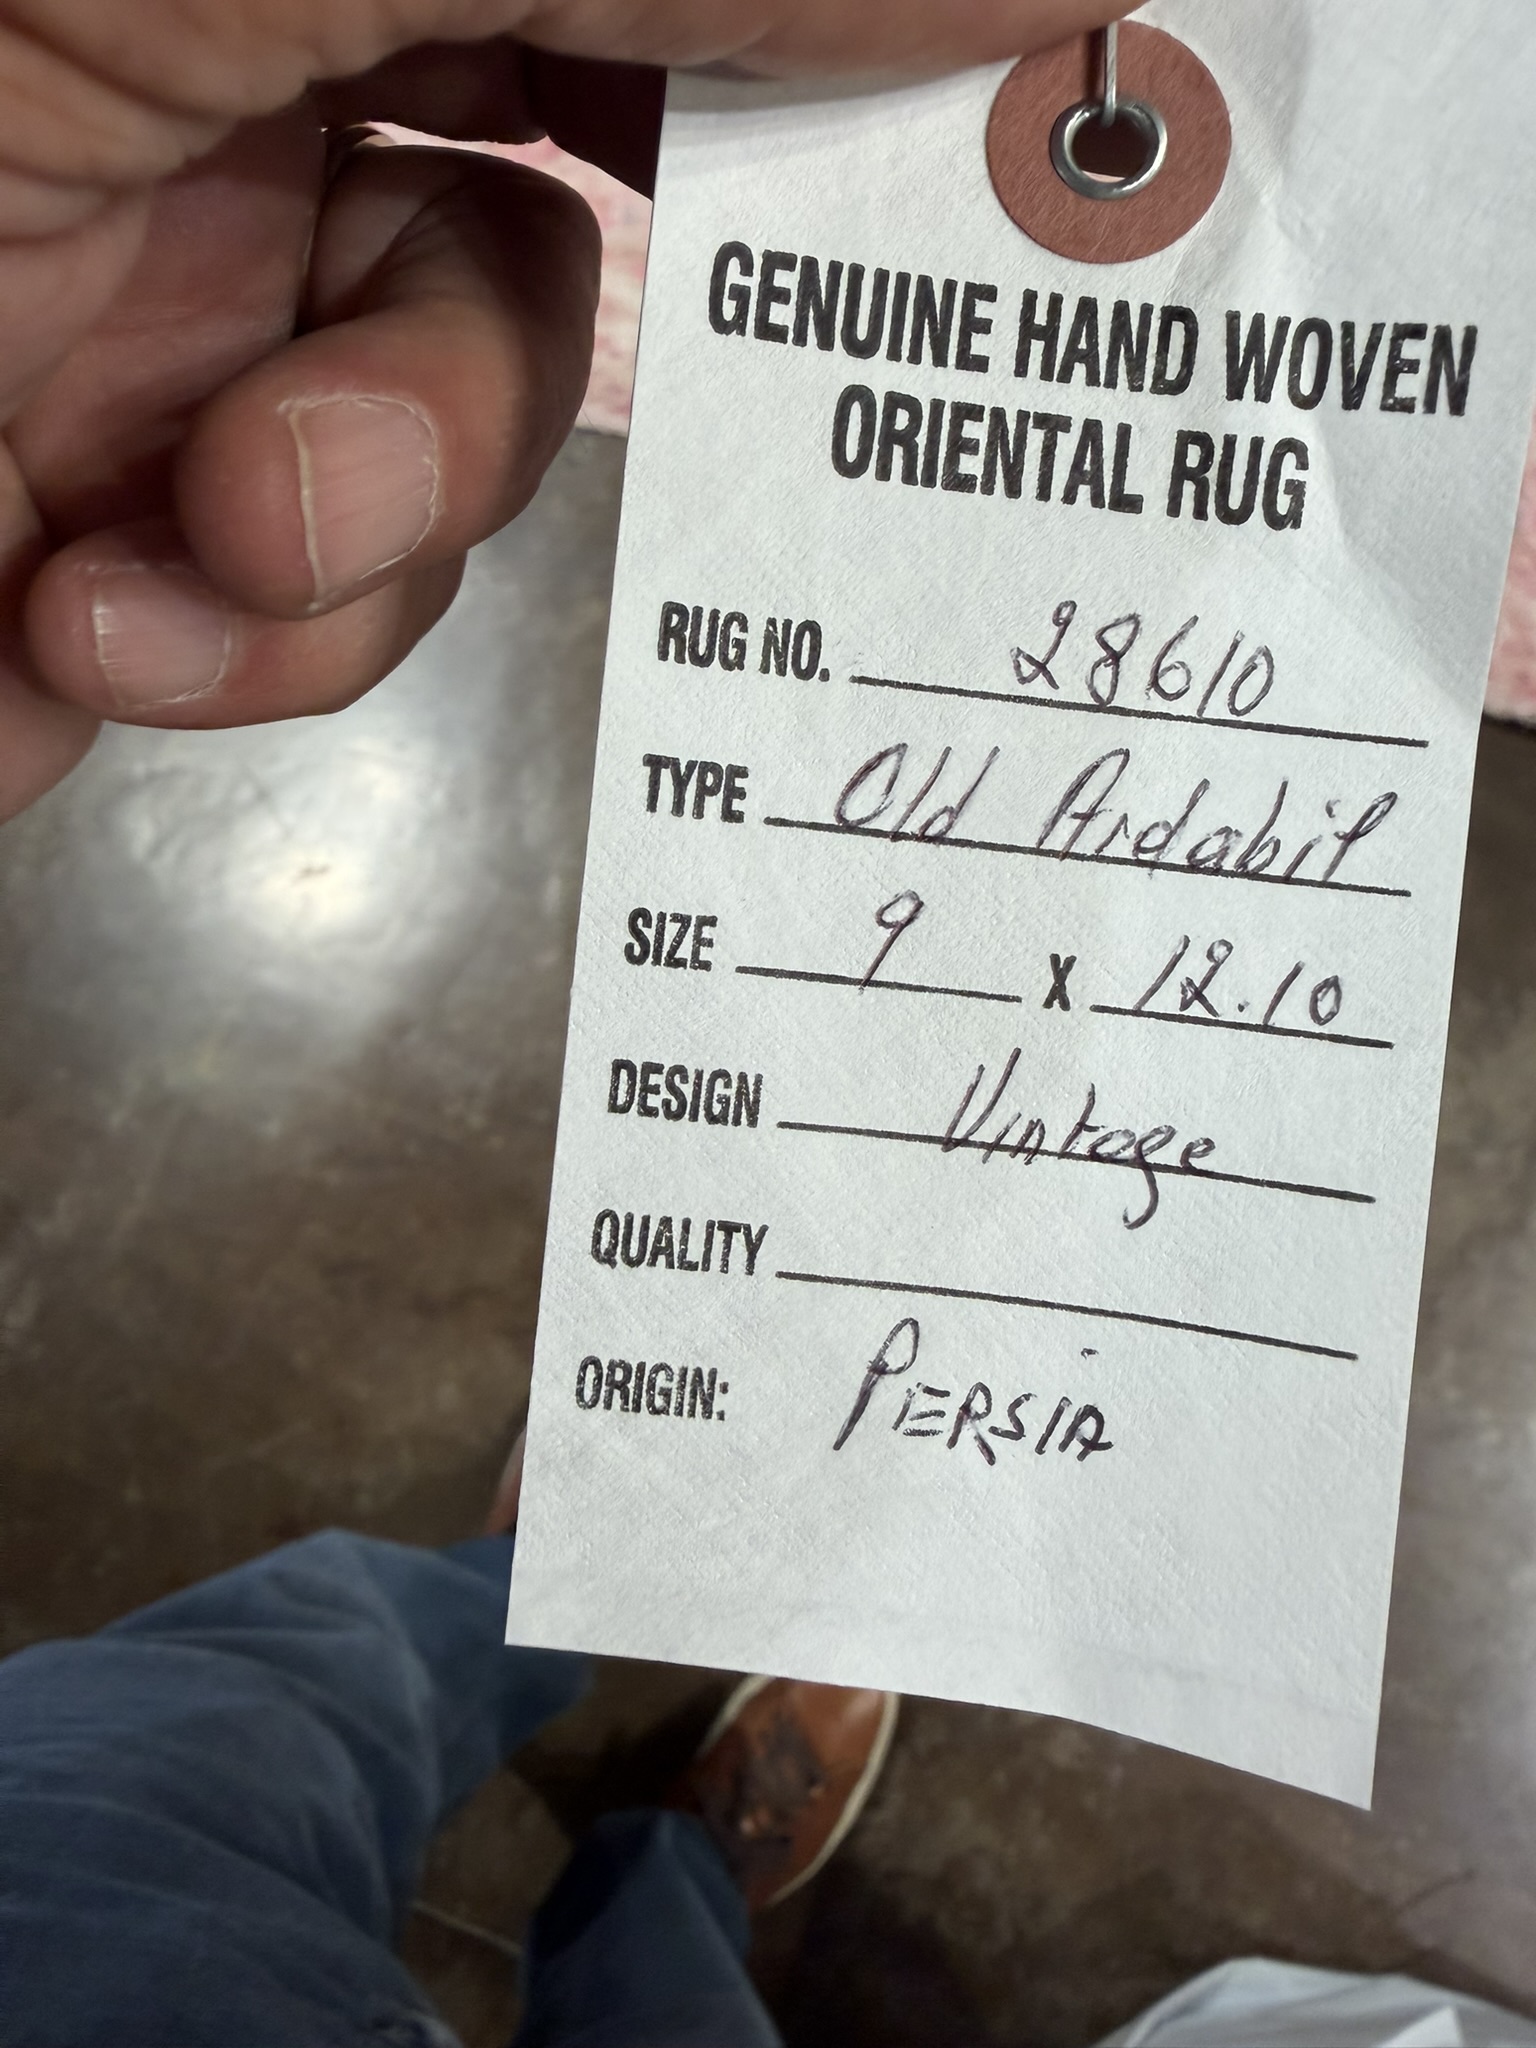 GENUINE HAND WOVEN
ORIENTAL RUG
RUG NO. 28610
TYPE Old Ardabil
SIZE 9 X 12.10
DESIGN Vintage
QUALITY
ORIGIN: PERSIA